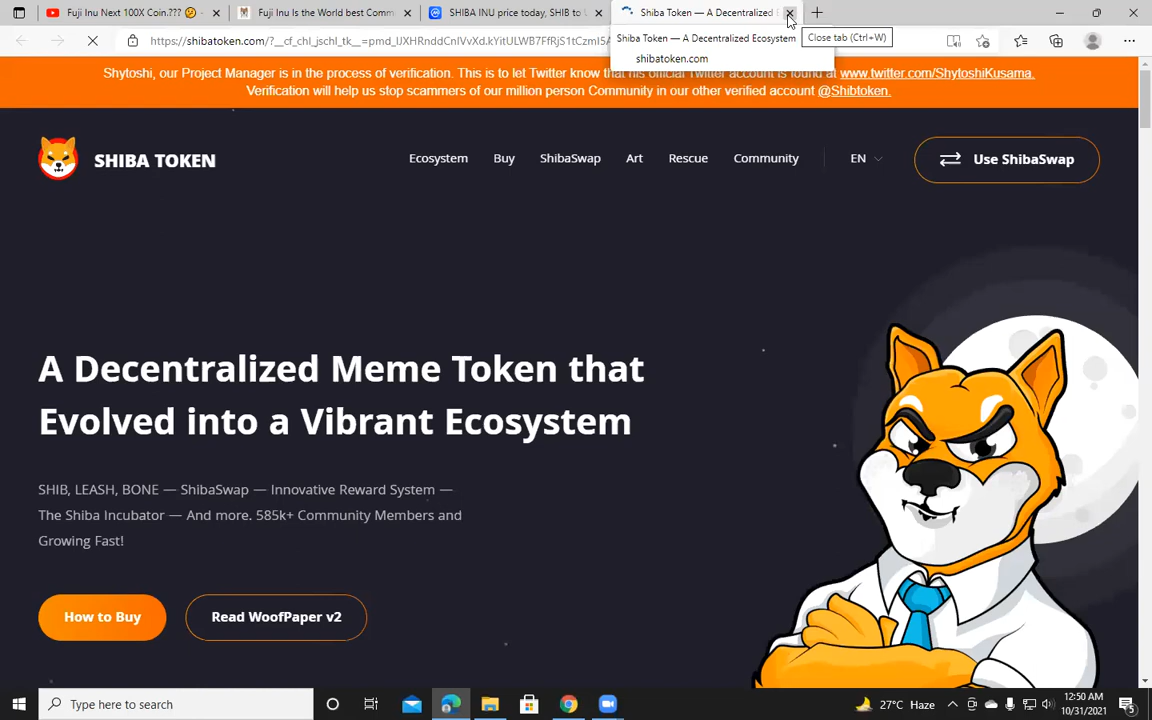 Fuji Inu Next 100X Coin.??? 🤔 -
Fuji Inu Is the World best Comm
SHIBA INU price today, SHIB to U
Shiba Token — A Decentralized E
Shiba Token — A Decentralized Ecosystem
shibatoken.com
Close tab (Ctrl+W)
Shytoshi, our Project Manager is in the process of verification. This is to let Twitter know that his official Twitter account is found at www.twitter.com/ShytoshiKusama.
Verification will help us stop scammers of our million person Community in our other verified account @Shibtoken.
SHIBA TOKEN
Ecosystem
Buy
ShibaSwap
Art
Rescue
Community
EN
Use ShibaSwap
A Decentralized Meme Token that
Evolved into a Vibrant Ecosystem
SHIB, LEASH, BONE — ShibaSwap — Innovative Reward System —
The Shiba Incubator — And more. 585k+ Community Members and
Growing Fast!
How to Buy
Read WoofPaper v2
Type here to search
27°C Haze
12:50 AM
10/31/2021
5